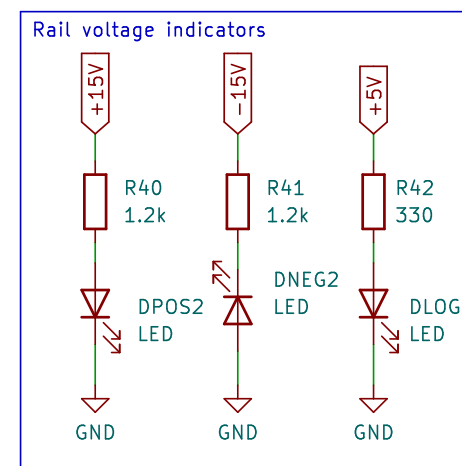 Rail voltage indicators
+15V
-15V
+5V
R40
1.2k
R41
1.2k
R42
330
DPOS2
LED
DNEG2
LED
DLOG
LED
GND
GND
GND